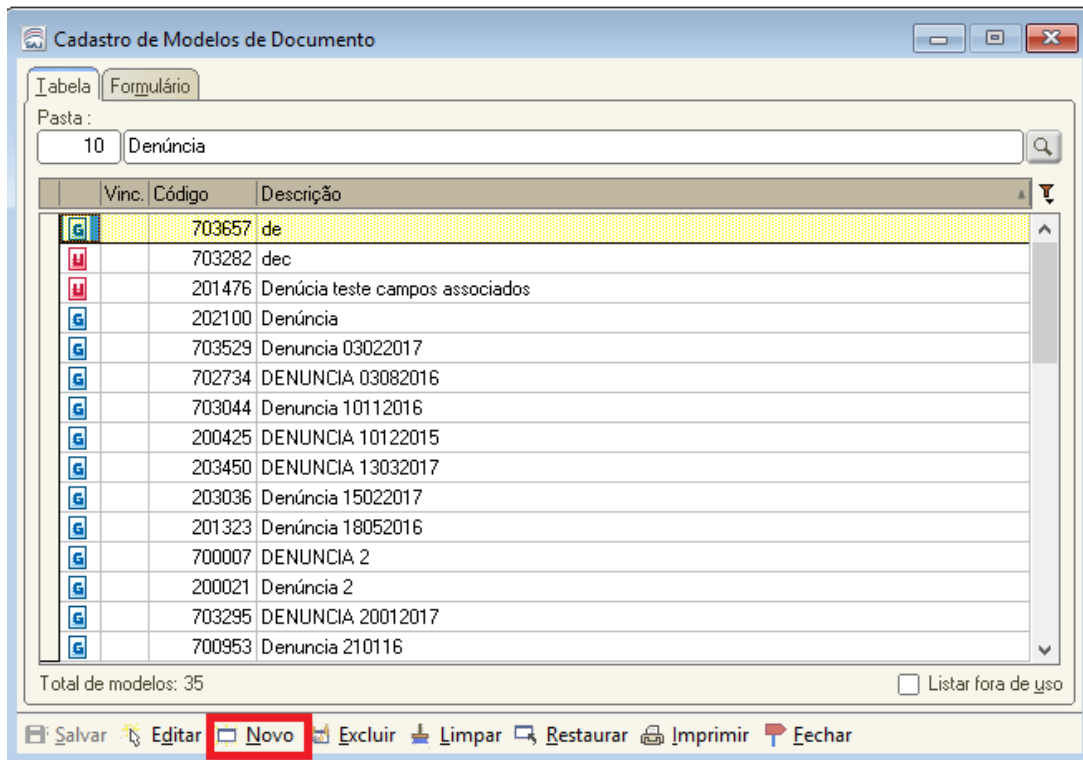 SAJ Cadastro de Modelos de Documento
Tabela Formulário
Pasta :
10 Denúncia
Vinc. Código Descrição
G 703657 de
U 703282 dec
U 201476 Denúcia teste campos associados
G 202100 Denúncia
G 703529 Denuncia 03022017
G 702734 DENUNCIA 03082016
G 703044 Denuncia 10112016
G 200425 DENUNCIA 10122015
G 203450 DENUNCIA 13032017
G 203036 Denúncia 15022017
G 201323 Denúncia 18052016
G 700007 DENUNCIA 2
G 200021 Denúncia 2
G 703295 DENUNCIA 20012017
G 700953 Denuncia 210116
Total de modelos: 35 Listar fora de uso
Salvar Editar Novo Excluir Limpar Restaurar Imprimir Fechar